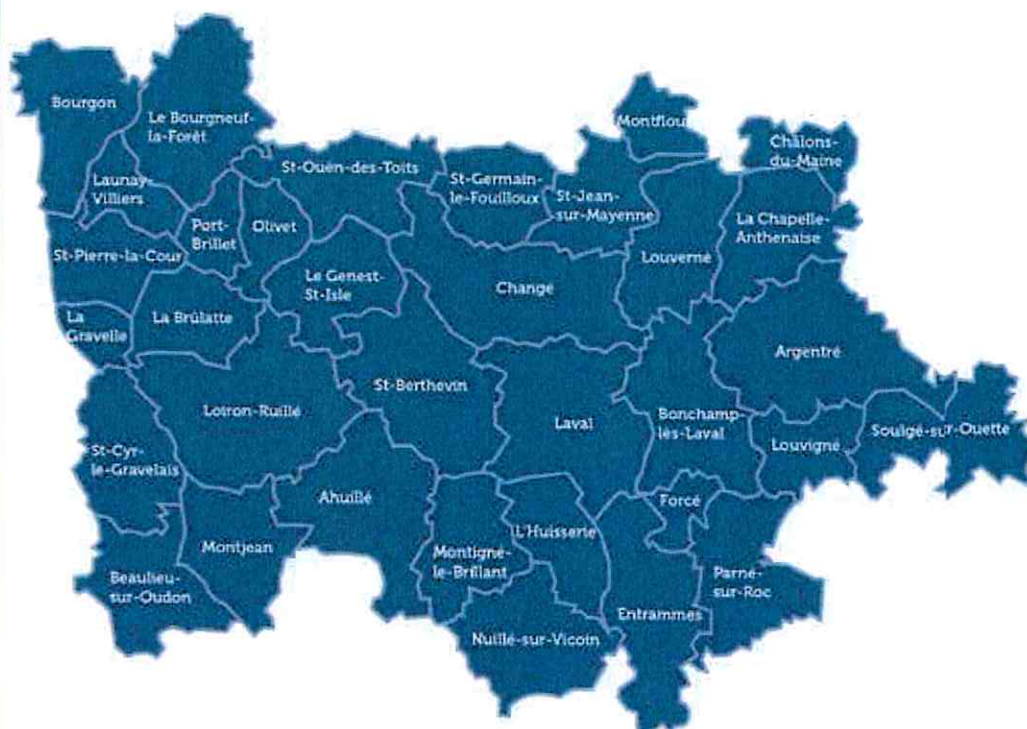 Bourgon
Le Bourgneuf-
la-Forêt
Launay-
Villiers
St-Pierre-la-Cour
Port-
Brillet
Olivet
St-Ouën-des-Toits
St-Germain-
le-Fouilloux
St-Jean-
sur-Mayenne
Montflour
Châlons-
du-Maine
La Chapelle-
Anthenaise
Louverné
Changé
Le Genest-
St-Isle
La
Gravelle
La Brûlatte
Argentré
St-Berthevin
Loiron-Ruillé
Laval
Bonchamp-
lès-Laval
Louvigné
Soulgé-sur-Ouette
St-Cyr-
le-Gravelais
Ahuillé
Forcé
L'Huisserie
Montjean
Montigné-
le-Brillant
Beaulieu-
sur-Oudon
Parné-
sur-Roc
Entrammes
Nuillé-sur-Vicoin